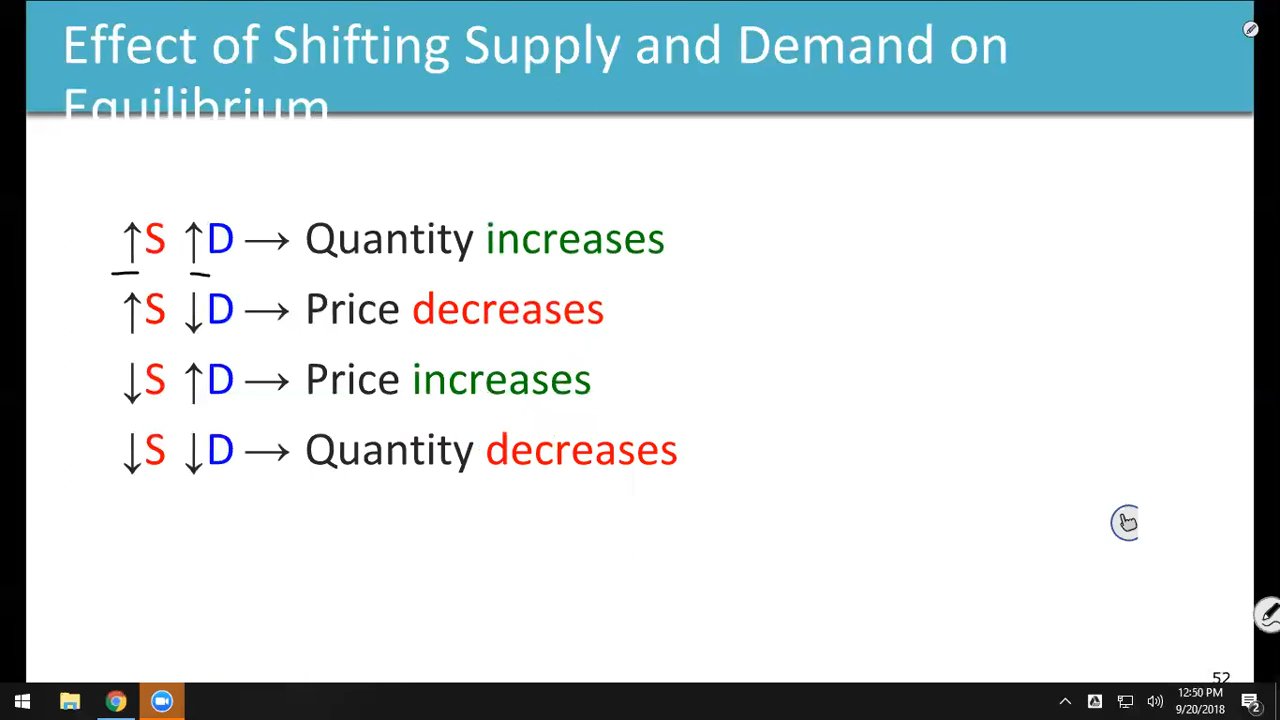 Effect of Shifting Supply and Demand on
Equilibrium
↑S ↑D → Quantity increases
↑S ↓D → Price decreases
↓S ↑D → Price increases
↓S ↓D → Quantity decreases
52
12:50 PM
9/20/2018
2